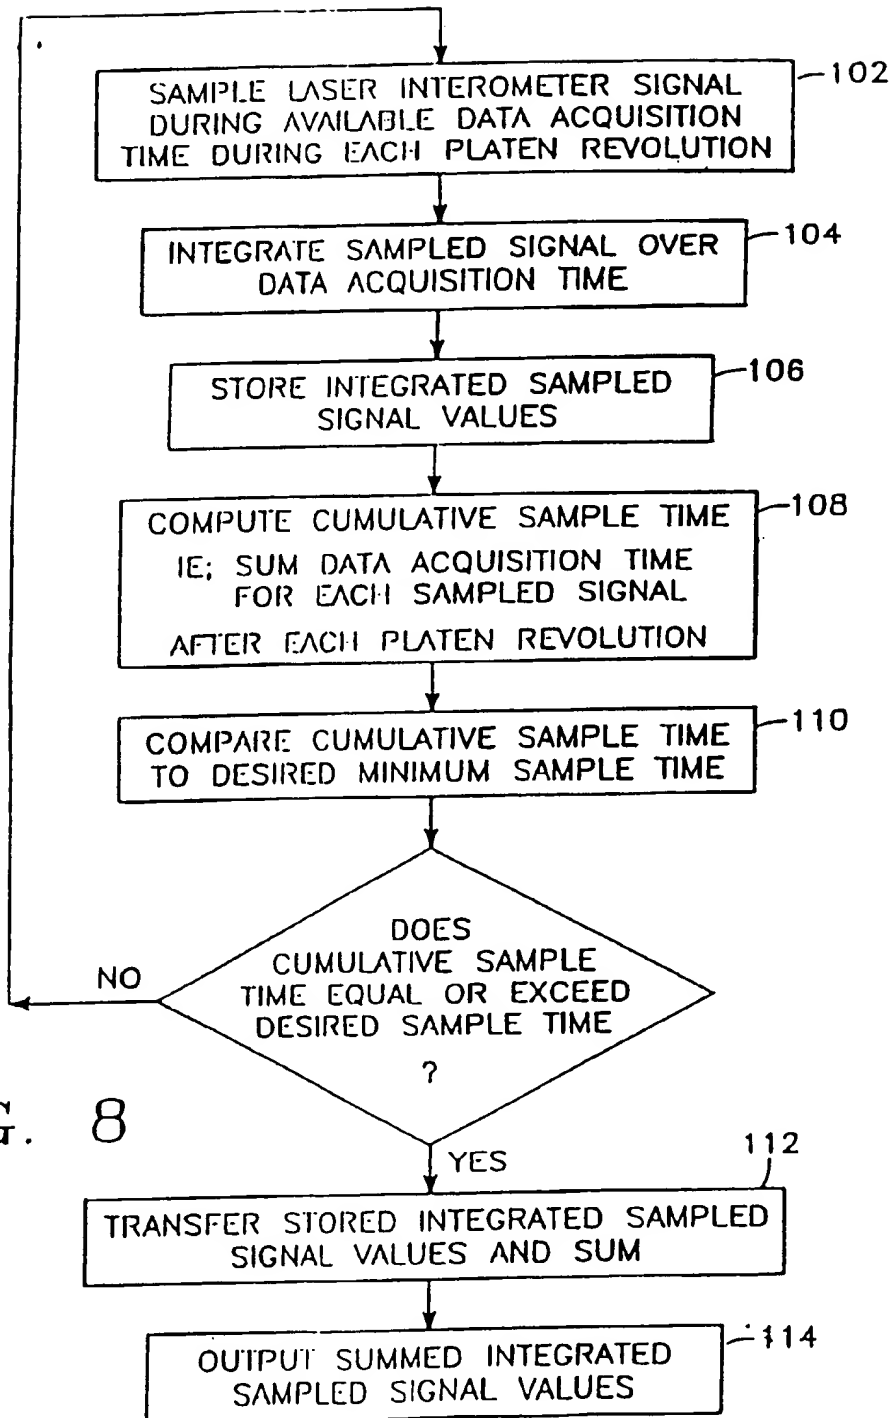 SAMPLE LASER INTEROMETER SIGNAL
DURING AVAILABLE DATA ACQUISITION
TIME DURING EACH PLATEN REVOLUTION
102
INTEGRATE SAMPLED SIGNAL OVER
DATA ACQUISITION TIME
104
STORE INTEGRATED SAMPLED
SIGNAL VALUES
106
COMPUTE CUMULATIVE SAMPLE TIME
IE; SUM DATA ACQUISITION TIME
FOR EACH SAMPLED SIGNAL
AFTER EACH PLATEN REVOLUTION
108
COMPARE CUMULATIVE SAMPLE TIME
TO DESIRED MINIMUM SAMPLE TIME
110
DOES
CUMULATIVE SAMPLE
TIME EQUAL OR EXCEED
DESIRED SAMPLE TIME
?
NO
G. 8
YES
112
TRANSFER STORED INTEGRATED SAMPLED
SIGNAL VALUES AND SUM
OUTPUT SUMMED INTEGRATED
SAMPLED SIGNAL VALUES
114